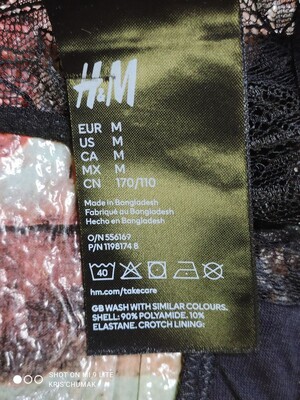 H&M
EUR M
US M
CA M
MX M
CN 170/110
Made in Bangladesh
Fabriqué au Bangladesh
Hecho en Bangladesh
O/N 556169
P/N 1198174 B
40
hm.com/takecare
GB WASH WITH SIMILAR COLOURS.
SHELL: 90% POLYAMIDE, 10%
ELASTANE. CROTCH LINING:
SHOT ON MI 9 LITE
KRIS'CHUMAK